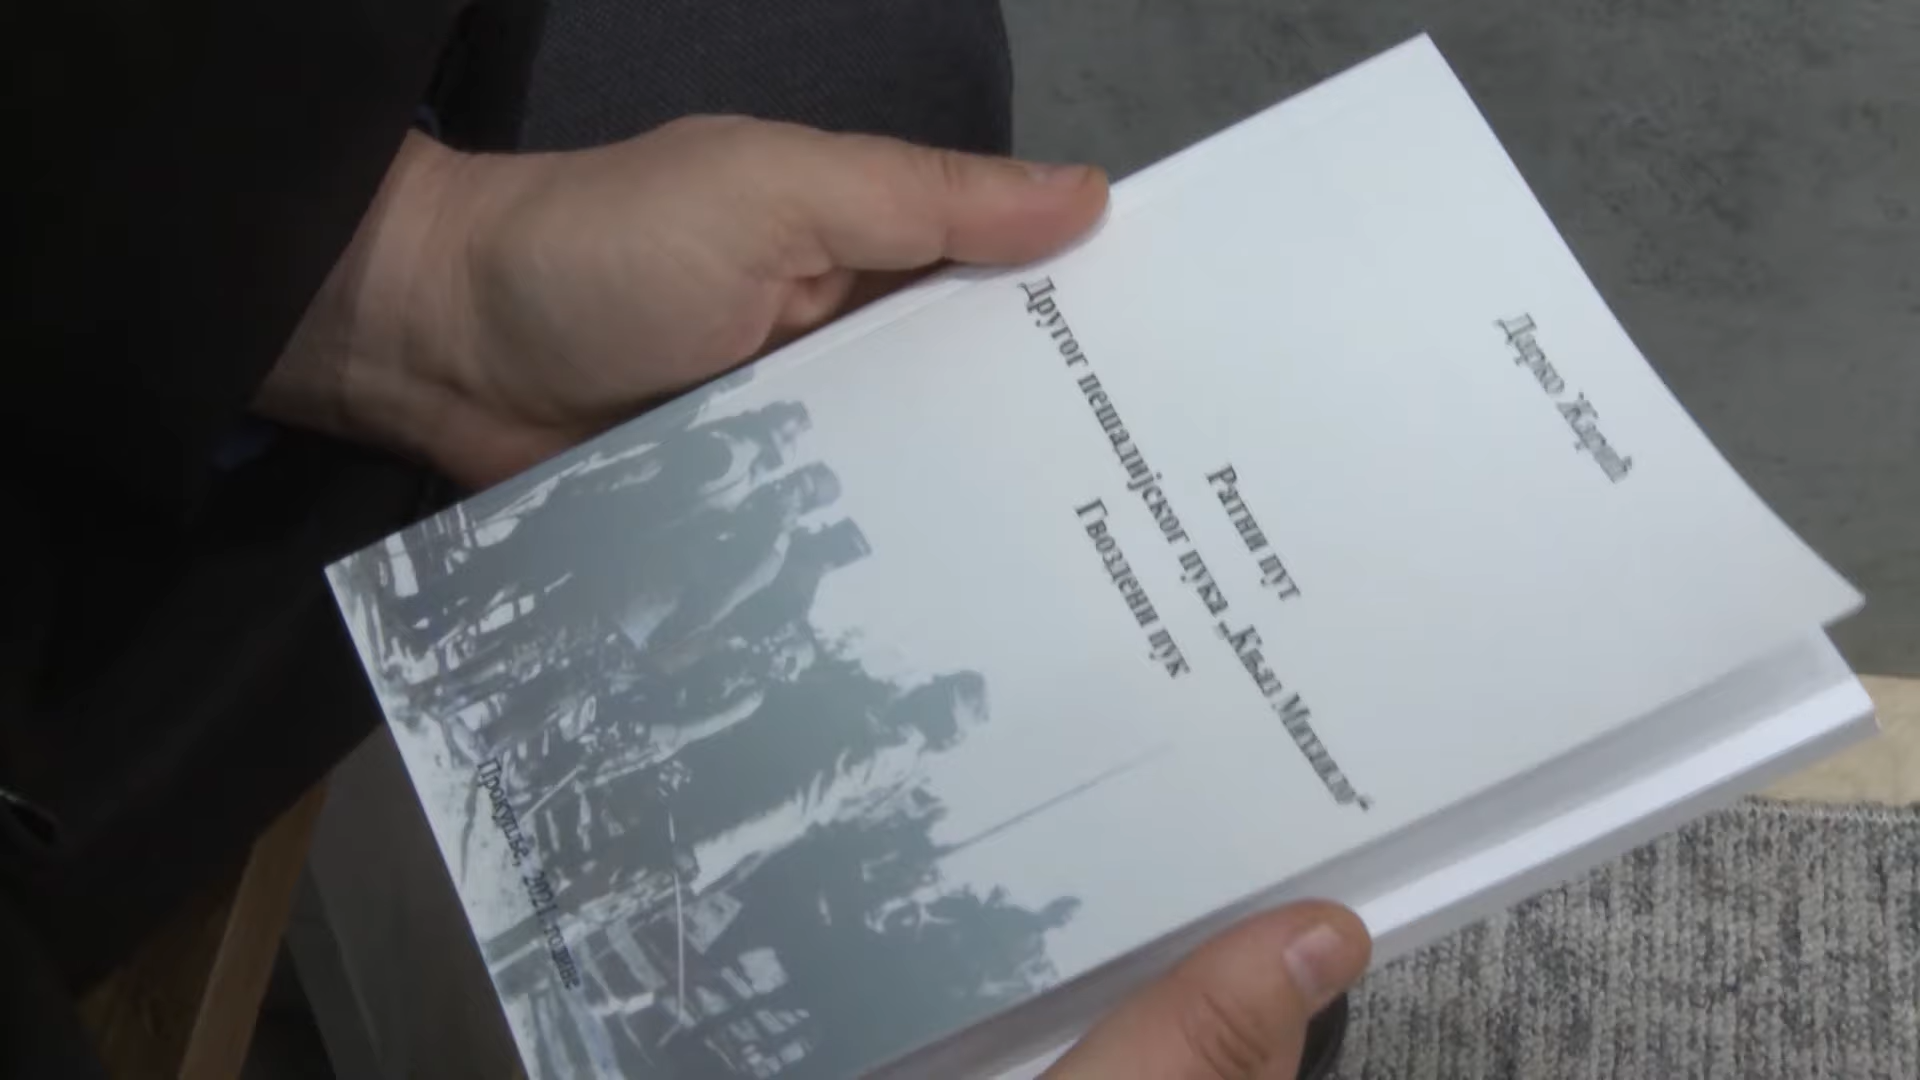 Дарко Жарић
Ратни пут
Другог пешадијског пука „Књаз Михаило“
Гвоздени пук
Прокупље, 2021. године